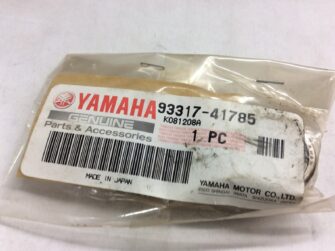 YAMAHA
GENUINE
Parts & Accessories
MADE IN JAPAN
93317-41785
K081208A
1 PC
YAMAHA MOTOR CO., LTD.